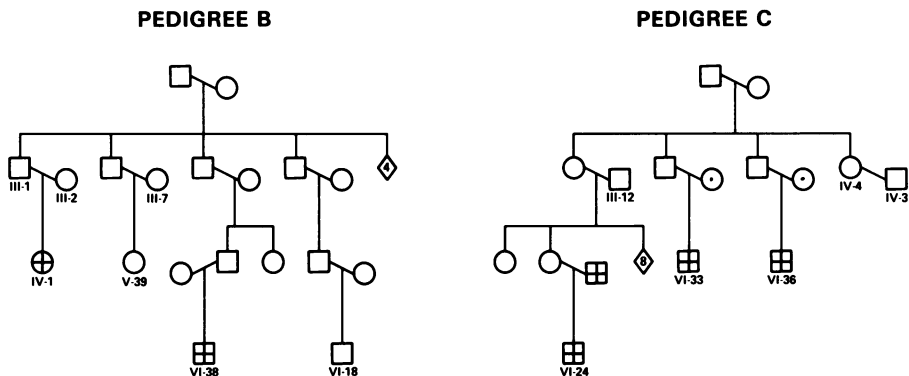 PEDIGREE B
PEDIGREE C
4
III-1
III-2
III-7
III-12
IV-4
IV-3
IV-1
V-39
8
VI-33
VI-36
VI-38
VI-18
VI-24